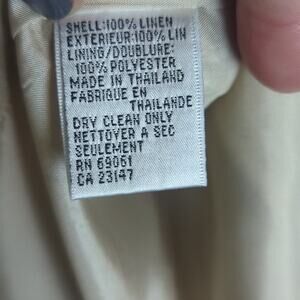 SHELL:100% LINEN
EXTERIEUR:100% LIN
LINING/DOUBLURE:
100% POLYESTER
MADE IN THAILAND
FABRIQUE EN
THAILANDE
DRY CLEAN ONLY
NETTOYER A SEC
SEULEMENT
RN 69061
CA 23147